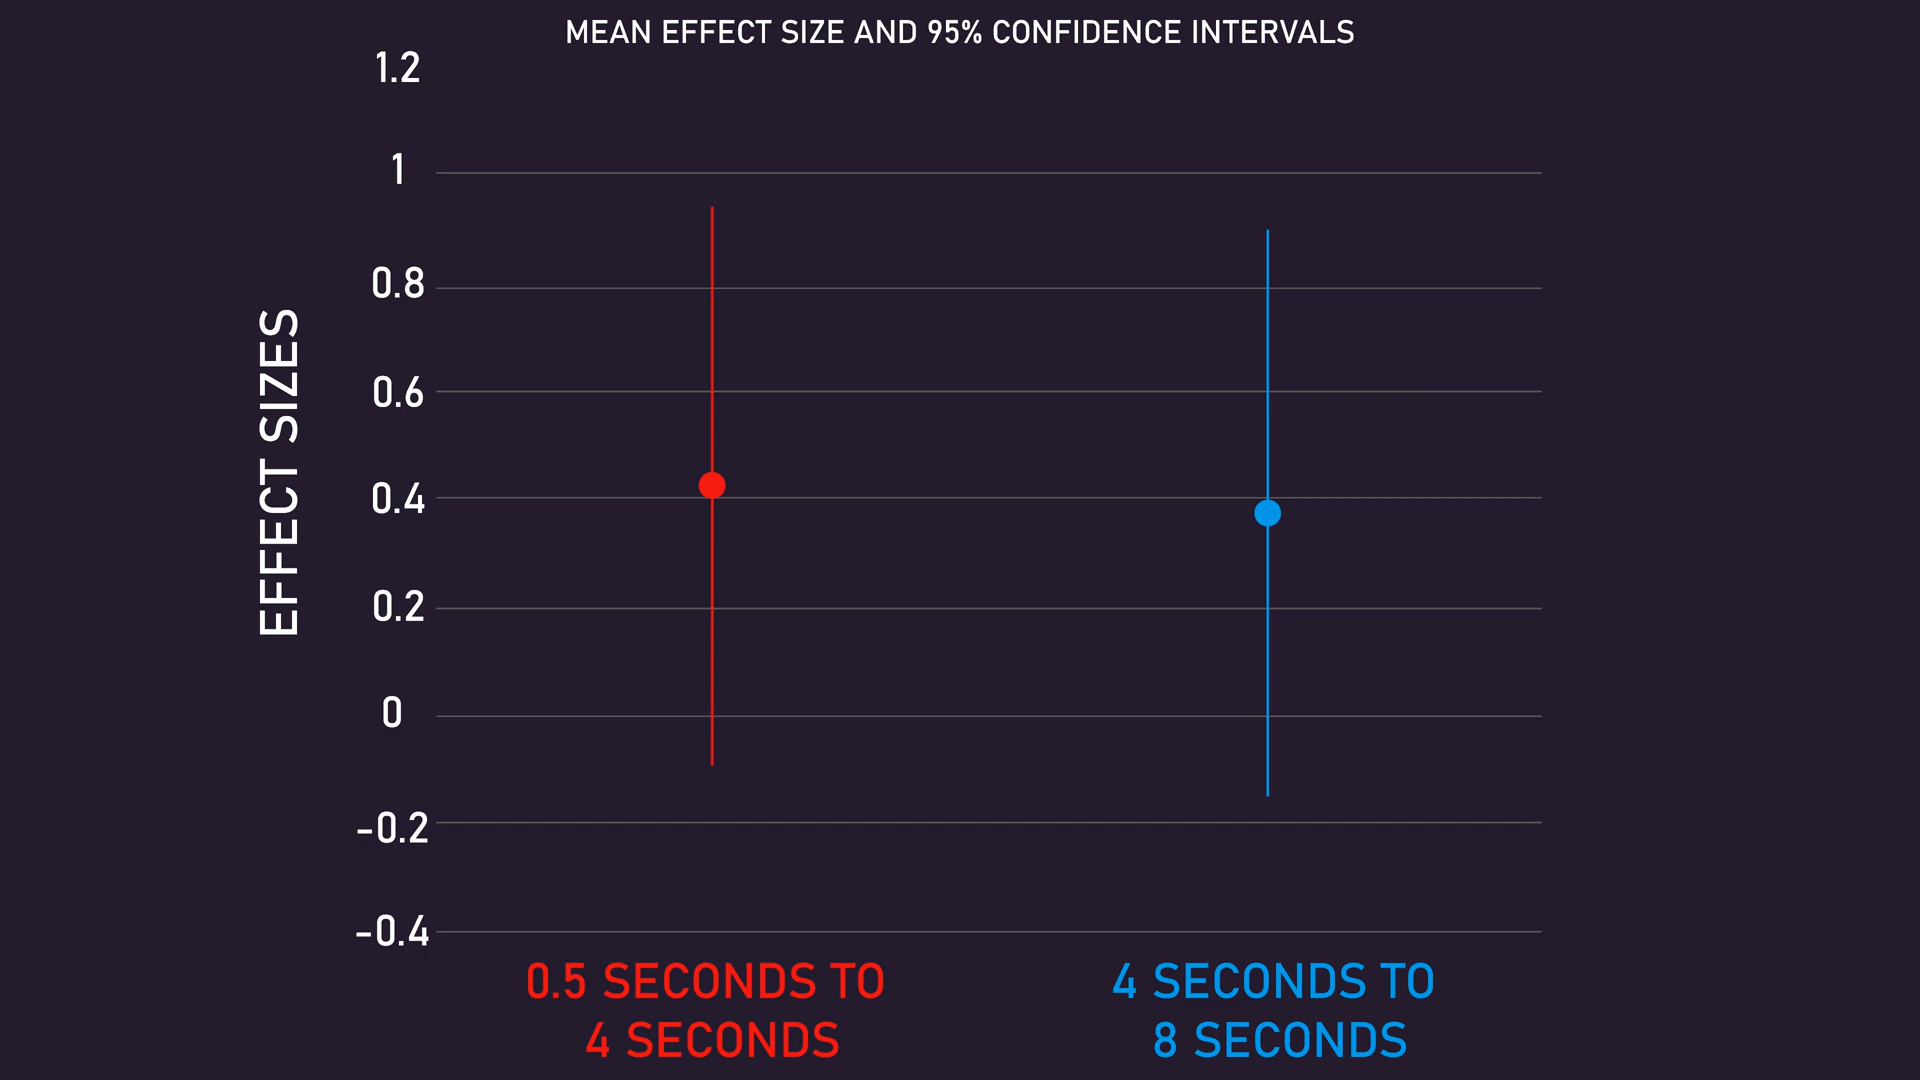 MEAN EFFECT SIZE AND 95% CONFIDENCE INTERVALS
1.2
1
0.8
0.6
0.4
0.2
0
-0.2
-0.4
EFFECT SIZES
0.5 SECONDS TO
4 SECONDS
4 SECONDS TO
8 SECONDS